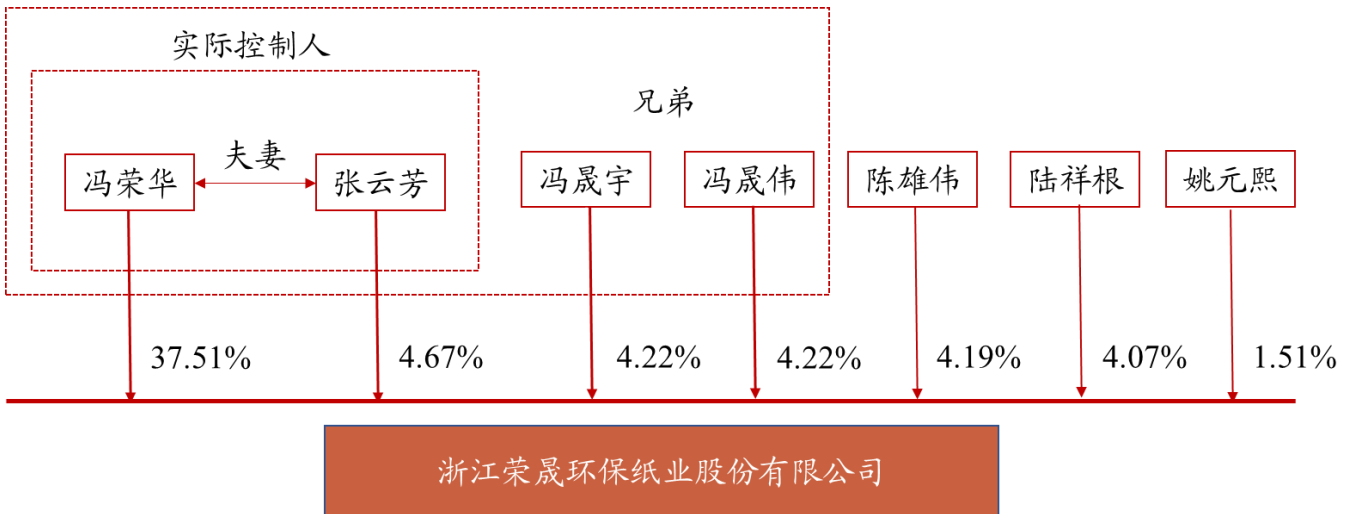 实际控制人
兄弟
夫妻
冯荣华
张云芳
冯晟宇
冯晟伟
陈雄伟
陆祥根
姚元熙
37.51%
4.67%
4.22%
4.22%
4.19%
4.07%
1.51%
浙江荣晟环保纸业股份有限公司